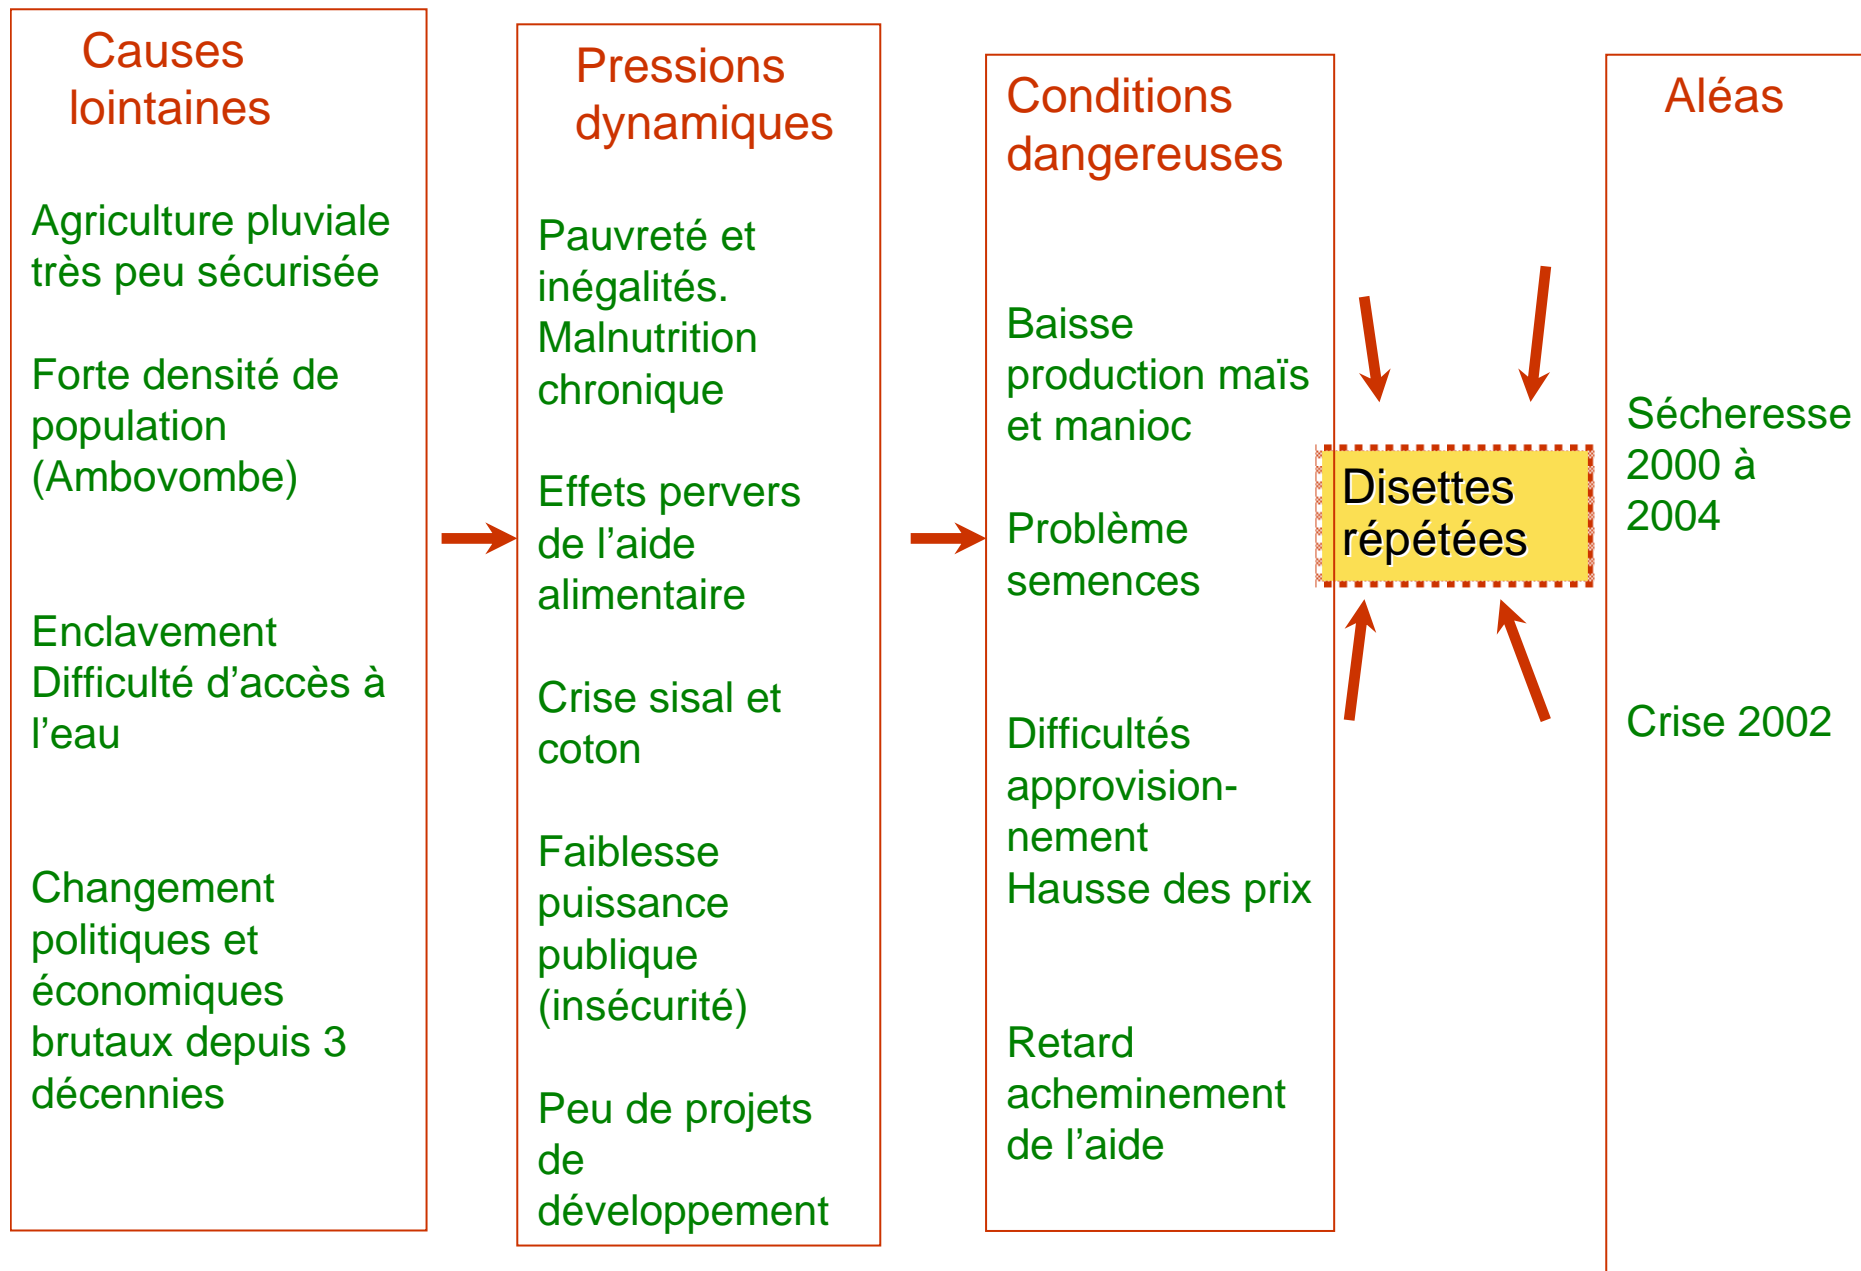 Causes
lointaines
Agriculture pluviale
très peu sécurisée
Forte densité de
population
(Ambovombe)
Enclavement
Difficulté d’accès à
l’eau
Changement
politiques et
économiques
brutaux depuis 3
décennies
Pressions
dynamiques
Pauvreté et
inégalités.
Malnutrition
chronique
Effets pervers
de l’aide
alimentaire
Crise sisal et
coton
Faiblesse
puissance
publique
(insécurité)
Peu de projets
de
développement
Conditions
dangereuses
Baisse
production maïs
et manioc
Problème
semences
Difficultés
approvision-
nement
Hausse des prix
Retard
acheminement
de l’aide
Disettes
répétées
Aléas
Sécheresse
2000 à
2004
Crise 2002